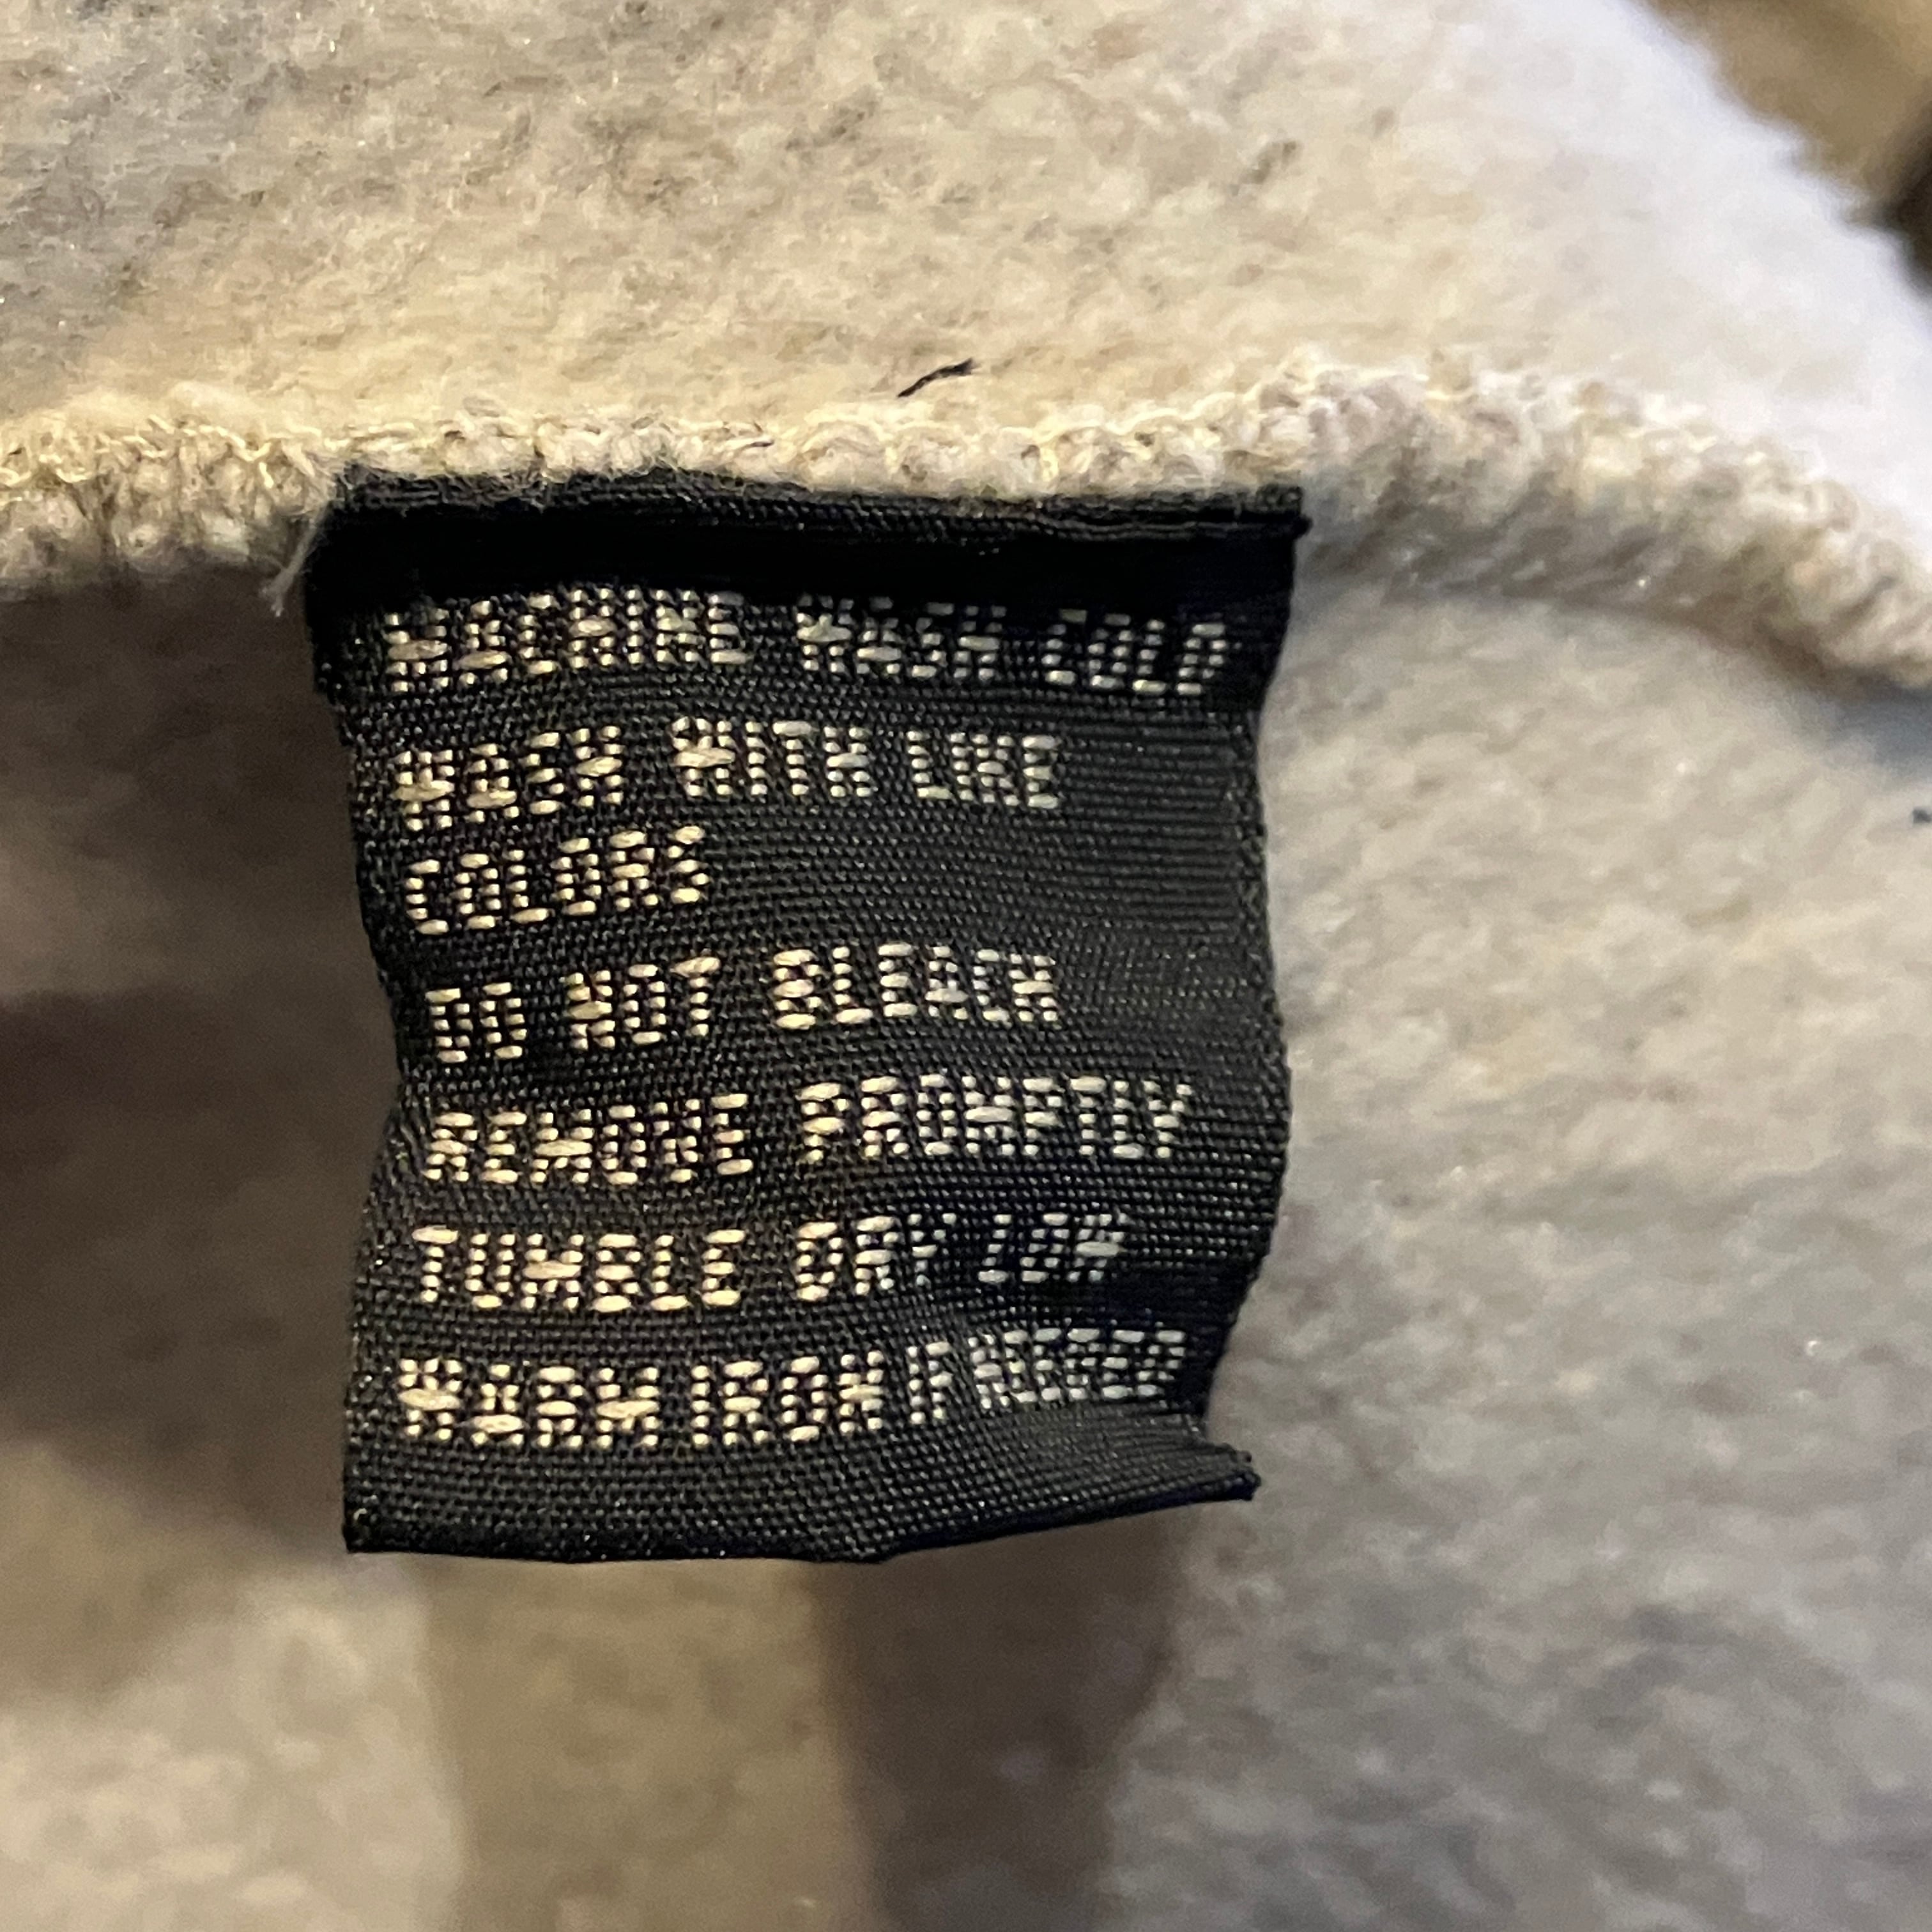 MACHINE WASH COLD
WASH WITH LIKE
COLORS
DO NOT BLEACH
REMOVE PROMPTLY
TUMBLE DRY LOW
WARM IRON IF NEEDED